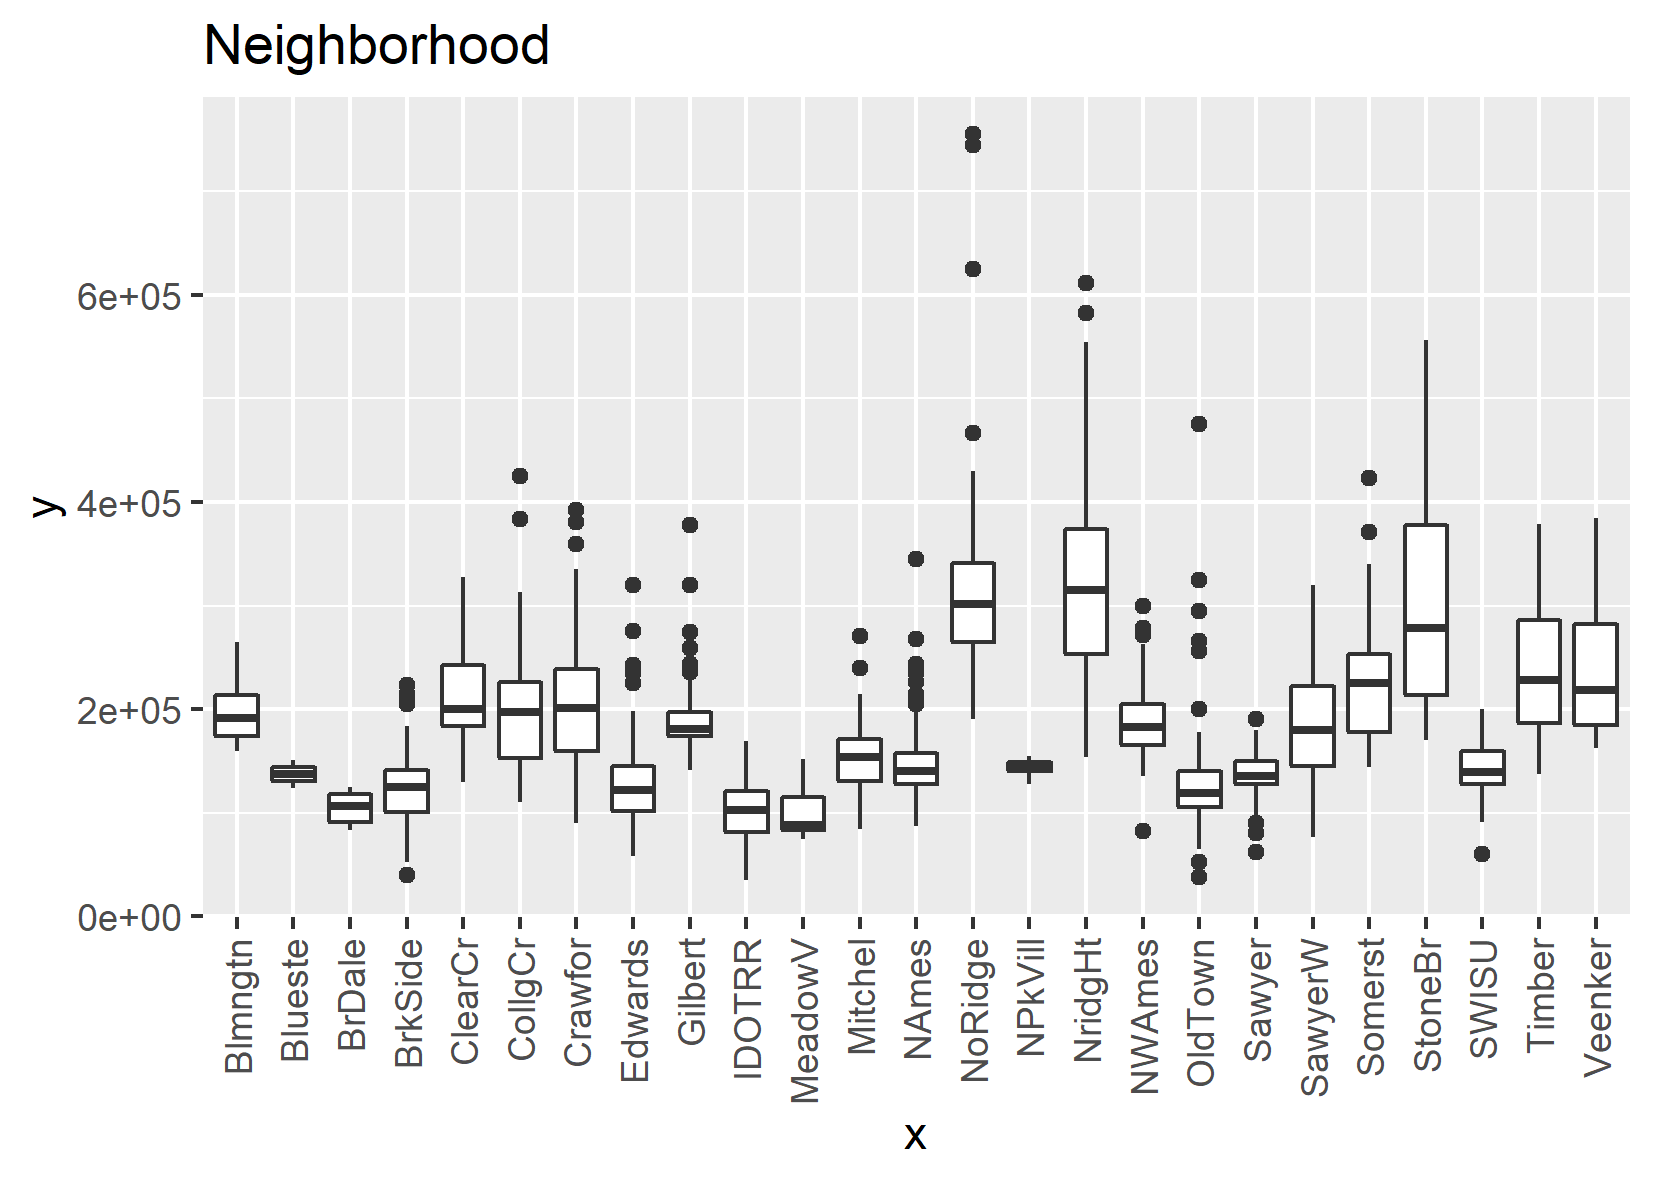 Neighborhood
y
6e+05
4e+05
2e+05
0e+00
Blmngtn
Blueste
BrDale
BrkSide
ClearCr
CollgCr
Crawfor
Edwards
Gilbert
IDOTRR
MeadowV
Mitchel
NAmes
NoRidge
NPkVill
NridgHt
NWAmes
OldTown
Sawyer
SawyerW
Somerst
StoneBr
SWISU
Timber
Veenker
x